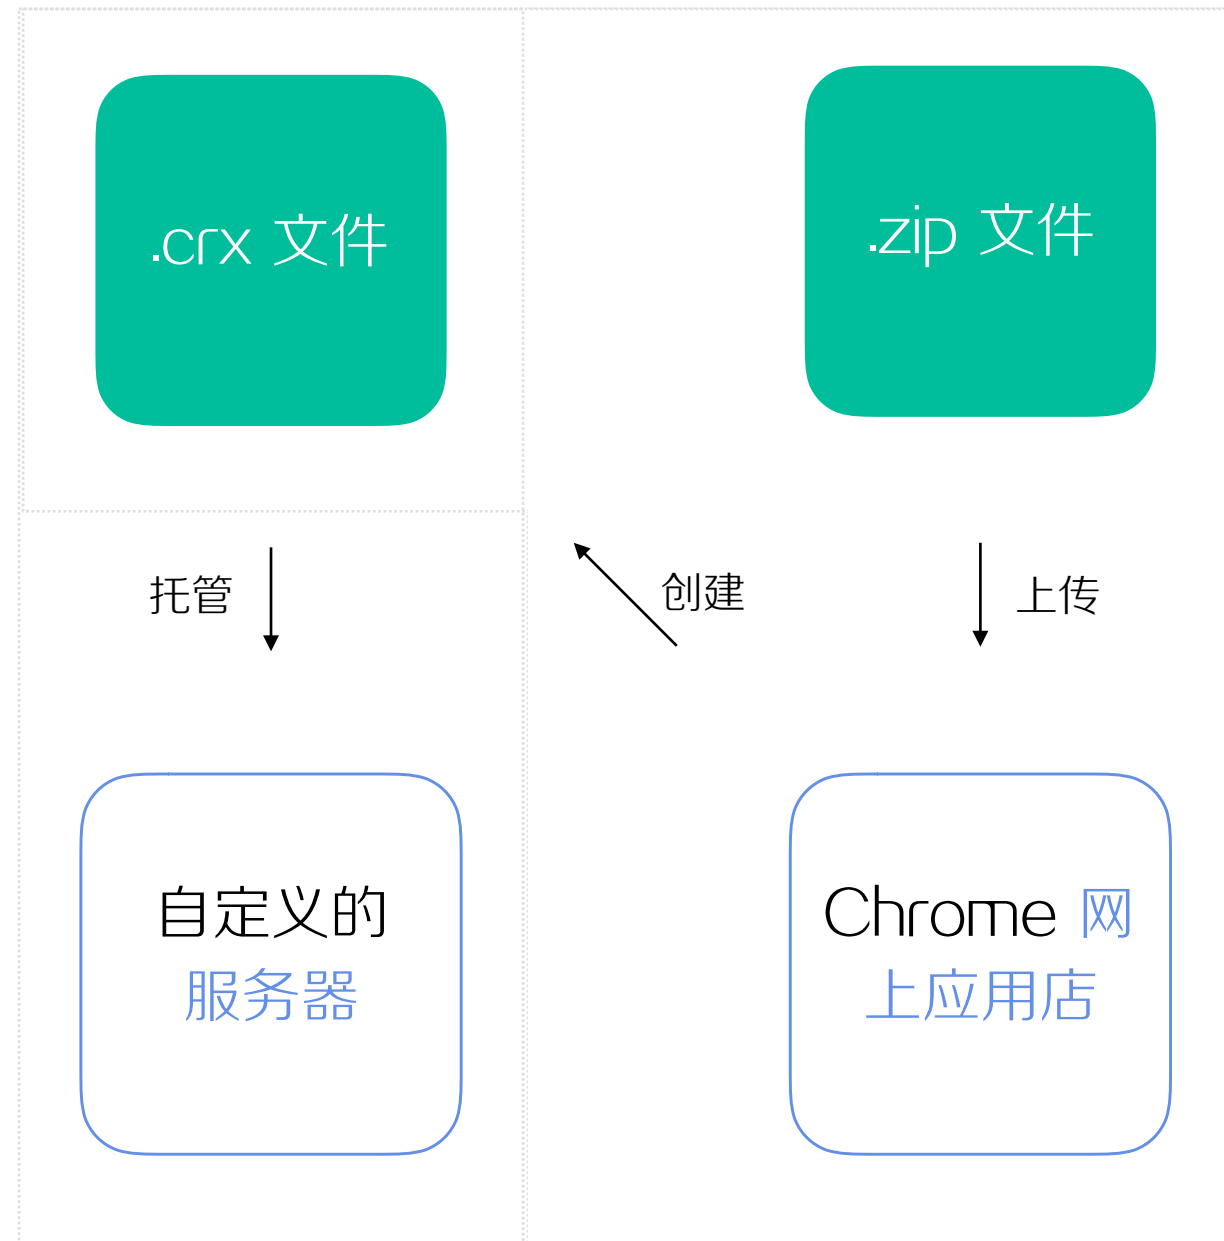 .crx 文件
.zip 文件
托管
创建
上传
自定义的
服务器
Chrome 网
上应用店